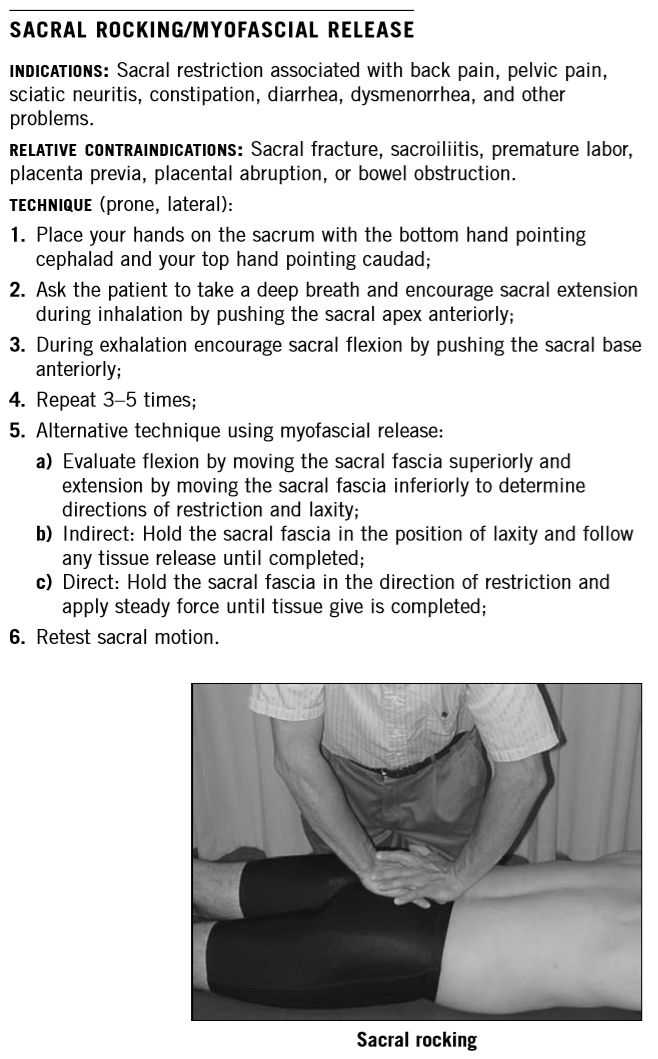 SACRAL ROCKING/MYOFASCIAL RELEASE
INDICATIONS: Sacral restriction associated with back pain, pelvic pain,
sciatic neuritis, constipation, diarrhea, dysmenorrhea, and other
problems.
RELATIVE CONTRAINDICATIONS: Sacral fracture, sacroiliitis, premature labor,
placenta previa, placental abruption, or bowel obstruction.
TECHNIQUE (prone, lateral):
1. Place your hands on the sacrum with the bottom hand pointing
cephalad and your top hand pointing caudad;
2. Ask the patient to take a deep breath and encourage sacral extension
during inhalation by pushing the sacral apex anteriorly;
3. During exhalation encourage sacral flexion by pushing the sacral base
anteriorly;
4. Repeat 3–5 times;
5. Alternative technique using myofascial release:
a) Evaluate flexion by moving the sacral fascia superiorly and
extension by moving the sacral fascia inferiorly to determine
directions of restriction and laxity;
b) Indirect: Hold the sacral fascia in the position of laxity and follow
any tissue release until completed;
c) Direct: Hold the sacral fascia in the direction of restriction and
apply steady force until tissue give is completed;
6. Retest sacral motion.
Sacral rocking